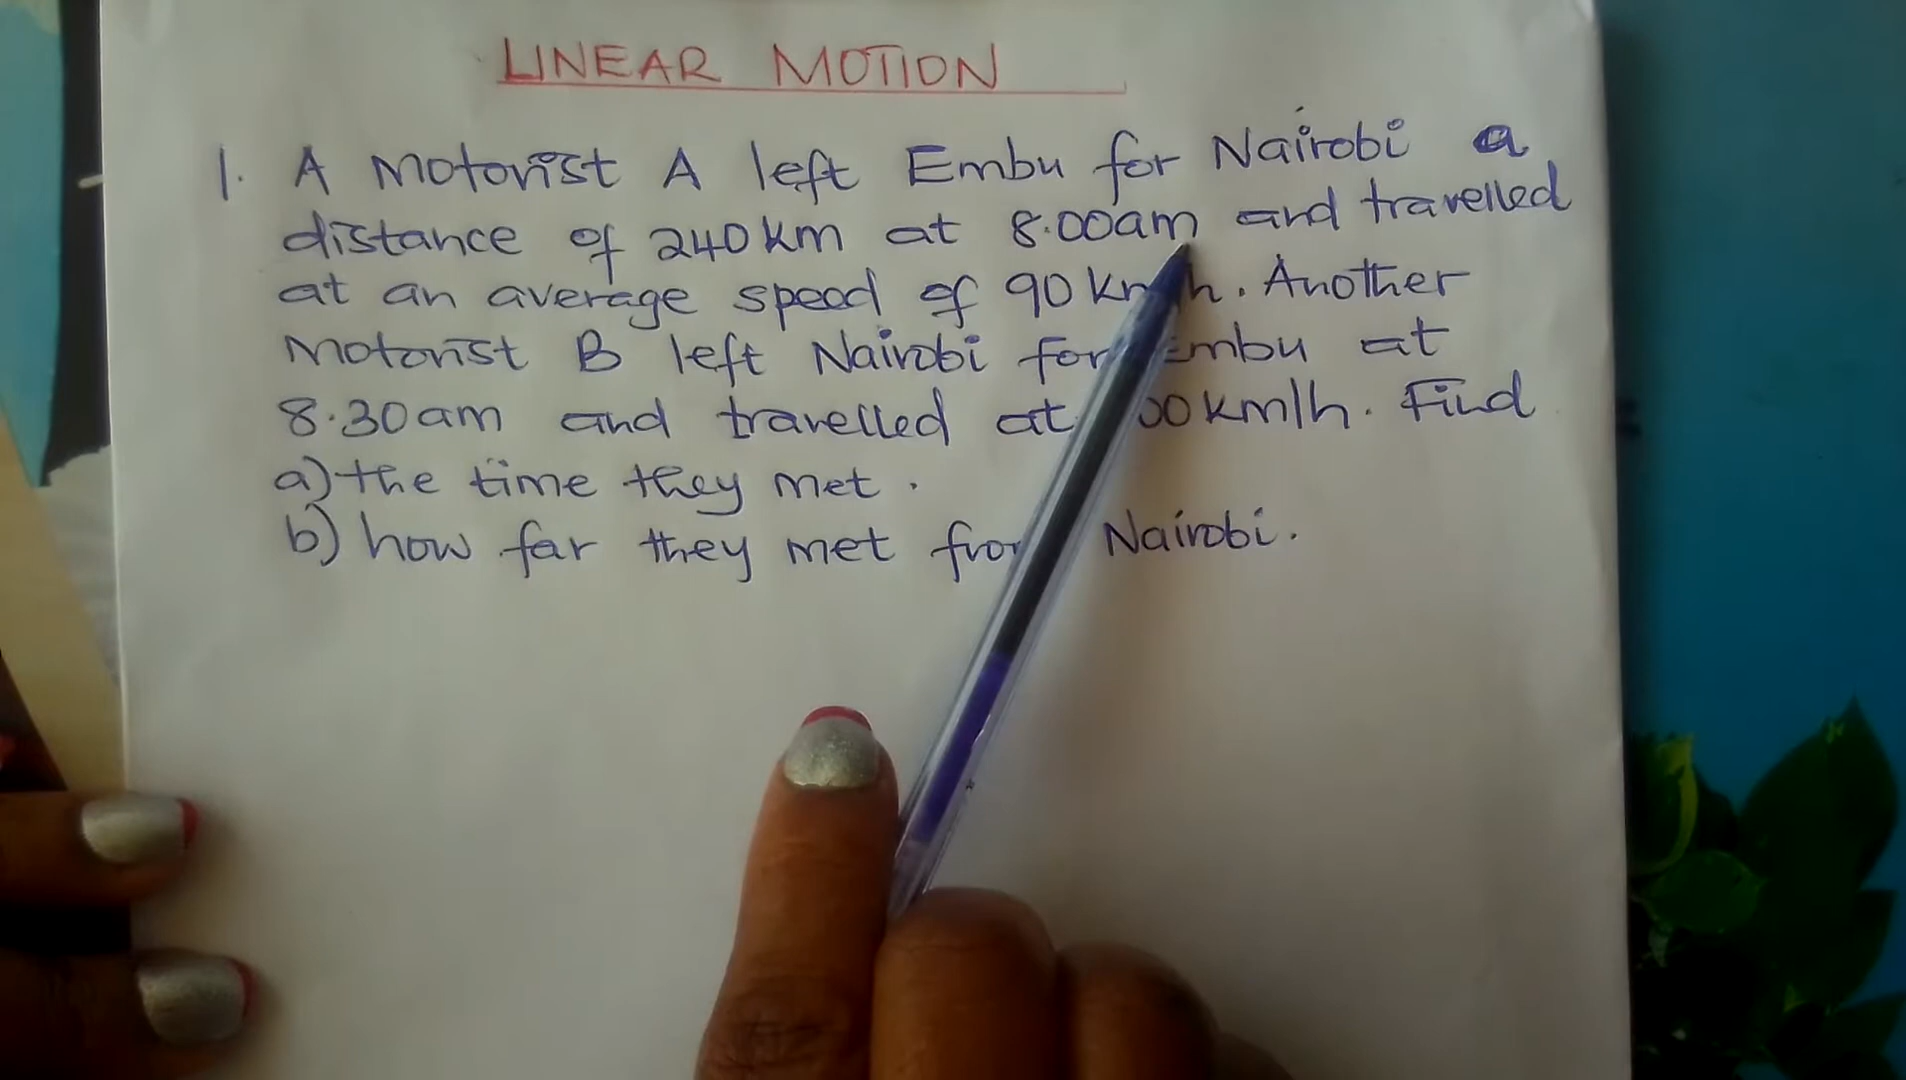 LINEAR MOTION
1. A Motorist A left Embu for Nairobi a
distance of 240 km at 8.00am and travelled
at an average speed of 90 Another
Motorist B left Nairobi for at
8.30am and travelled at km/h. Find
a) the time they met.
b) how far they met Nairobi.